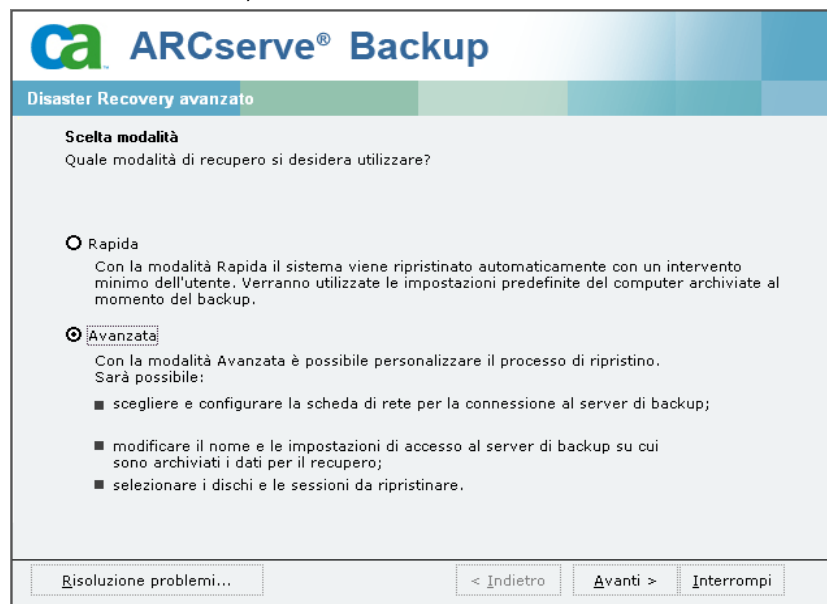 ca™ ARCserve® Backup
Disaster Recovery avanzato
Scelta modalità
Quale modalità di recupero si desidera utilizzare?
Rapida
Con la modalità Rapida il sistema viene ripristinato automaticamente con un intervento
minimo dell'utente. Verranno utilizzate le impostazioni predefinite del computer archiviate al
momento del backup.
Avanzata
Con la modalità Avanzata è possibile personalizzare il processo di ripristino.
Sarà possibile:
scegliere e configurare la scheda di rete per la connessione al server di backup;
modificare il nome e le impostazioni di accesso al server di backup su cui
sono archiviati i dati per il recupero;
selezionare i dischi e le sessioni da ripristinare.
Risoluzione problemi... < Indietro Avanti > Interrompi